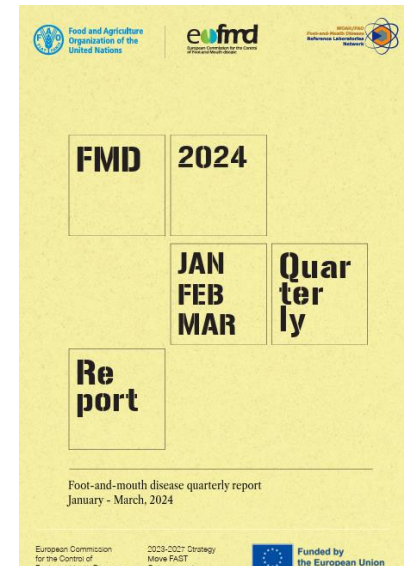 Food and Agriculture
Organization of the
United Nations
eufmd
European Commission for the Control
of Foot-and-Mouth disease
WOAH/FAO
Foot-and-Mouth Disease
Reference Laboratories
Network
FMD
2024
JAN
FEB
MAR
Quar
ter
ly
Re
port
Foot-and-mouth disease quarterly report
January - March, 2024
European Commission
for the Control of
2023-2027 Strategy
Move FAST
Funded by
the European Union